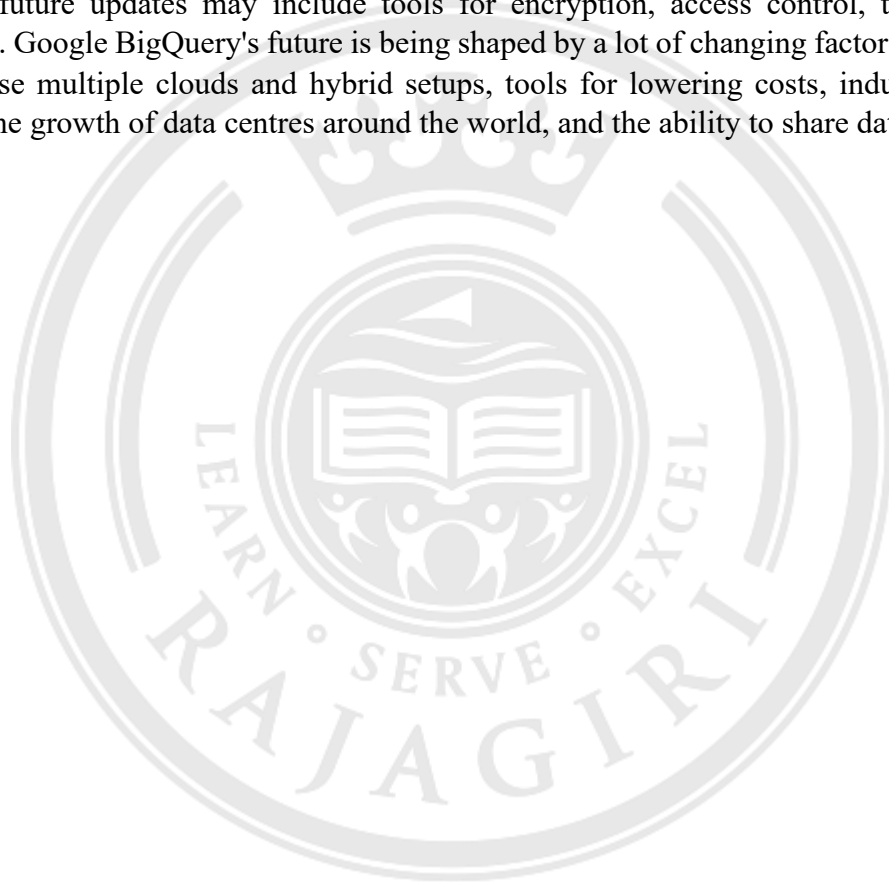 future updates may include tools for encryption, access control, t
. Google BigQuery's future is being shaped by a lot of changing factor
se multiple clouds and hybrid setups, tools for lowering costs, indu
ne growth of data centres around the world, and the ability to share dat
LEARN • SERVE • EXCEL
RAJAGIRI